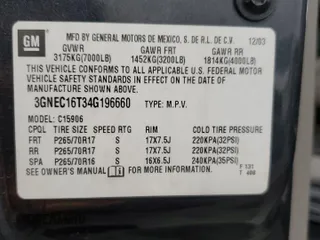 GM
MFD BY GENERAL MOTORS DE MEXICO, S. DE R.L. DE C.V. 12/03
GVWR GAWR FRT GAWR RR
3175KG(7000LB) 1452KG(3200LB) 1814KG(4000LB)
THIS VEHICLE CONFORMS TO ALL APPLICABLE U.S. FEDERAL MOTOR
VEHICLE SAFETY STANDARDS IN EFFECT ON THE DATE OF
MANUFACTURE SHOWN ABOVE.
3GNEC16T34G196660 TYPE: M.P.V.
MODEL: C15906
CPQL TIRE SIZE SPEED RTG RIM COLD TIRE PRESSURE
FRT P265/70R17 S 17X7.5J 220KPA(32PSI)
RR P265/70R17 S 17X7.5J 220KPA(32PSI)
SPA P265/70R16 S 16X6.5J 240KPA(35PSI)
SEE OWNER'S MANUAL FOR MORE INFORMATION.